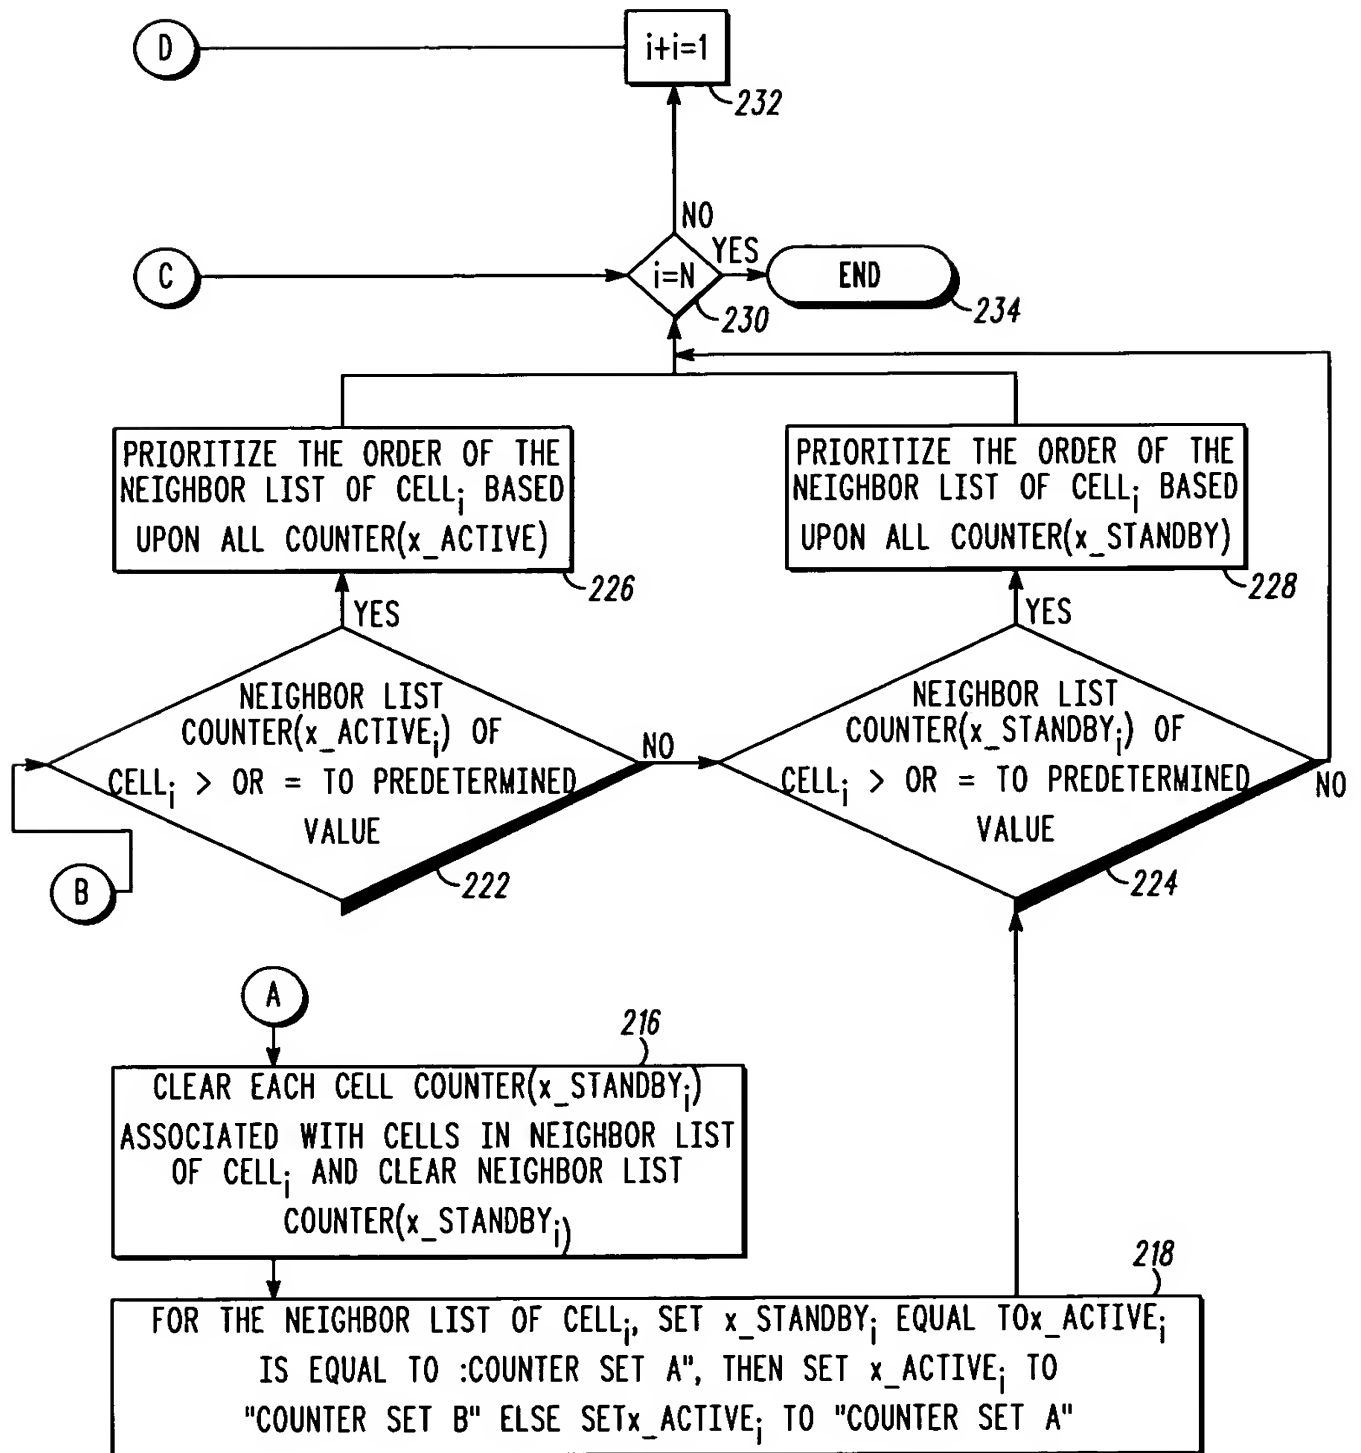 D
i+i=1
232
NO
C
i=N
YES
END
230
234
PRIORITIZE THE ORDER OF THE
NEIGHBOR LIST OF CELLi BASED
UPON ALL COUNTER(x_ACTIVE)
226
PRIORITIZE THE ORDER OF THE
NEIGHBOR LIST OF CELLi BASED
UPON ALL COUNTER(x_STANDBY)
228
YES
NEIGHBOR LIST
COUNTER(x_ACTIVEi) OF
CELLi > OR = TO PREDETERMINED
VALUE
222
NO
YES
NEIGHBOR LIST
COUNTER(x_STANDBYi) OF
CELLi > OR = TO PREDETERMINED
VALUE
224
NO
B
A
216
CLEAR EACH CELL COUNTER(x_STANDBYi)
ASSOCIATED WITH CELLS IN NEIGHBOR LIST
OF CELLi AND CLEAR NEIGHBOR LIST
COUNTER(x_STANDBYi)
218
FOR THE NEIGHBOR LIST OF CELLi, SET x_STANDBYi EQUAL TOx_ACTIVEi
IS EQUAL TO :COUNTER SET A", THEN SET x_ACTIVEi TO
"COUNTER SET B" ELSE SETx_ACTIVEi TO "COUNTER SET A"